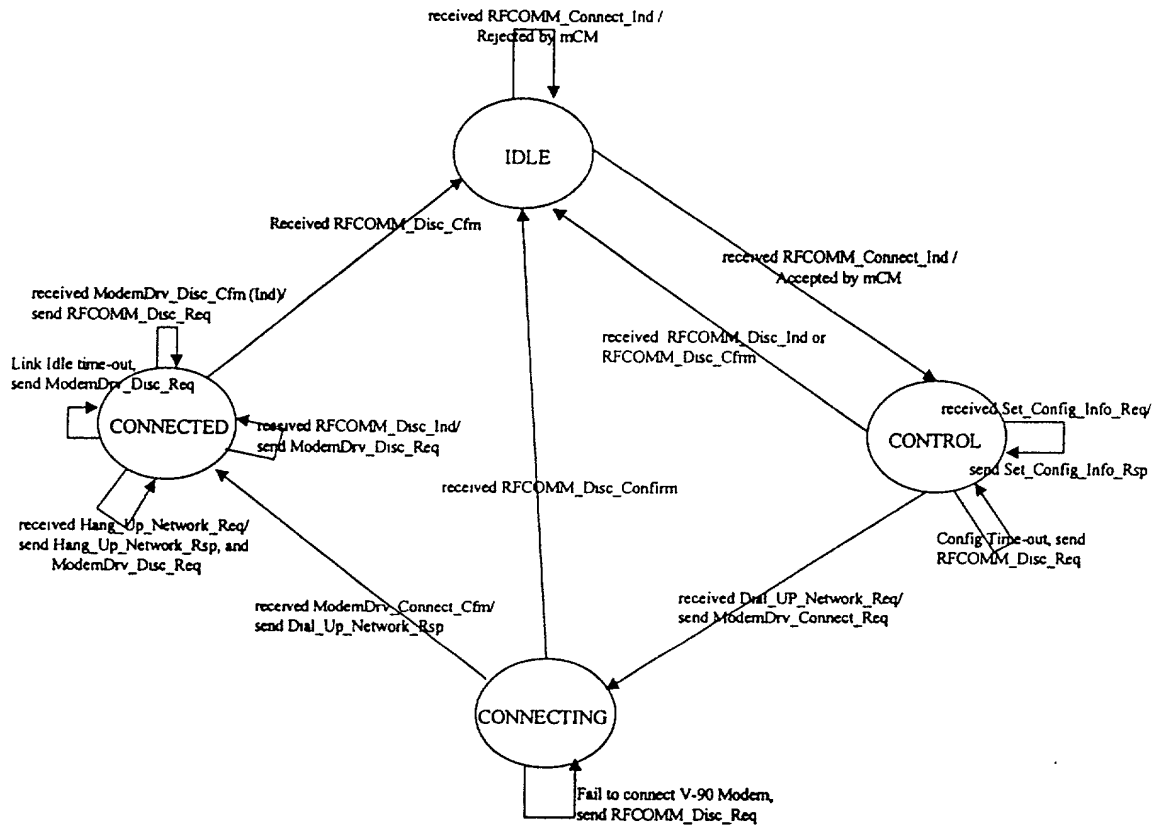 received RFCOMM_Connect_Ind /
Rejected by mCM
IDLE
Received RFCOMM_Disc_Cfm
received RFCOMM_Connect_Ind /
Accepted by mCM
received ModemDrv_Disc_Cfm (Ind)/
send RFCOMM_Disc_Req
received RFCOMM_Disc_Ind or
RFCOMM_Disc_Cfrm
Link Idle time-out,
send ModemDrv_Disc_Req
CONNECTED
received RFCOMM_Disc_Ind/
send ModemDrv_Disc_Req
received Set_Config_Info_Req/
CONTROL
send Set_Config_Info_Rsp
received RFCOMM_Disc_Confirm
received Hang_Up_Network_Req/
send Hang_Up_Network_Rsp, and
ModemDrv_Disc_Req
Config Time-out, send
RFCOMM_Disc_Req
received ModemDrv_Connect_Cfm/
send Dial_Up_Network_Rsp
received Dial_UP_Network_Req/
send ModemDrv_Connect_Req
CONNECTING
Fail to connect V-90 Modem,
send RFCOMM_Disc_Req